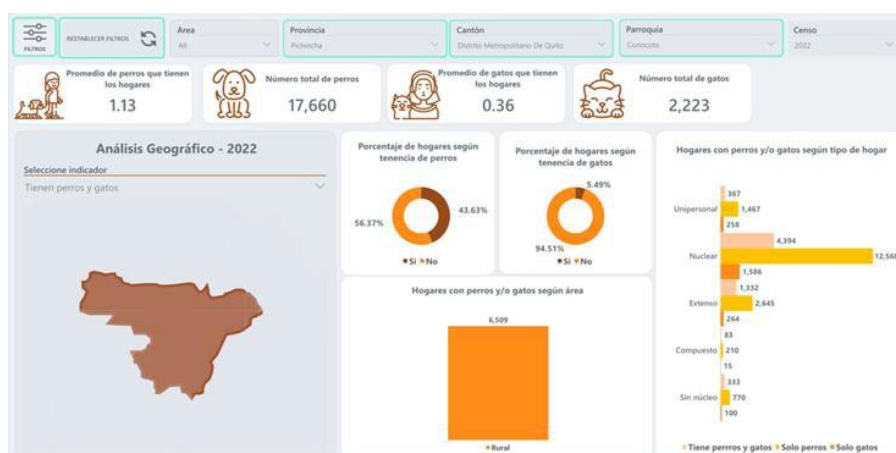 FILTROS
RESTABLECER FILTROS
Area
All
Provincia
Pichincha
Cantón
Distrito Metropolitano De Quito
Parroquia
Conocoto
Censo
2022
Promedio de perros que tienen
los hogares
1.13
Número total de perros
17,660
Promedio de gatos que tienen
los hogares
0.36
Número total de gatos
2,223
Análisis Geográfico - 2022
Seleccione indicador
Tienen perros y gatos
Porcentaje de hogares según
tenencia de perros
56.37%
43.63%
Si No
Porcentaje de hogares según
tenencia de gatos
5.49%
94.51%
Si No
Hogares con perros y/o gatos según área
6,509
Rural
Hogares con perros y/o gatos según tipo de hogar
367
Unipersonal 1,467
258
4,394
Nuclear 12,568
1,586
1,332
Extenso 2,645
264
83
Compuesto 210
15
333
Sin núcleo 770
100
Tiene perrros y gatos Solo perros Solo gatos